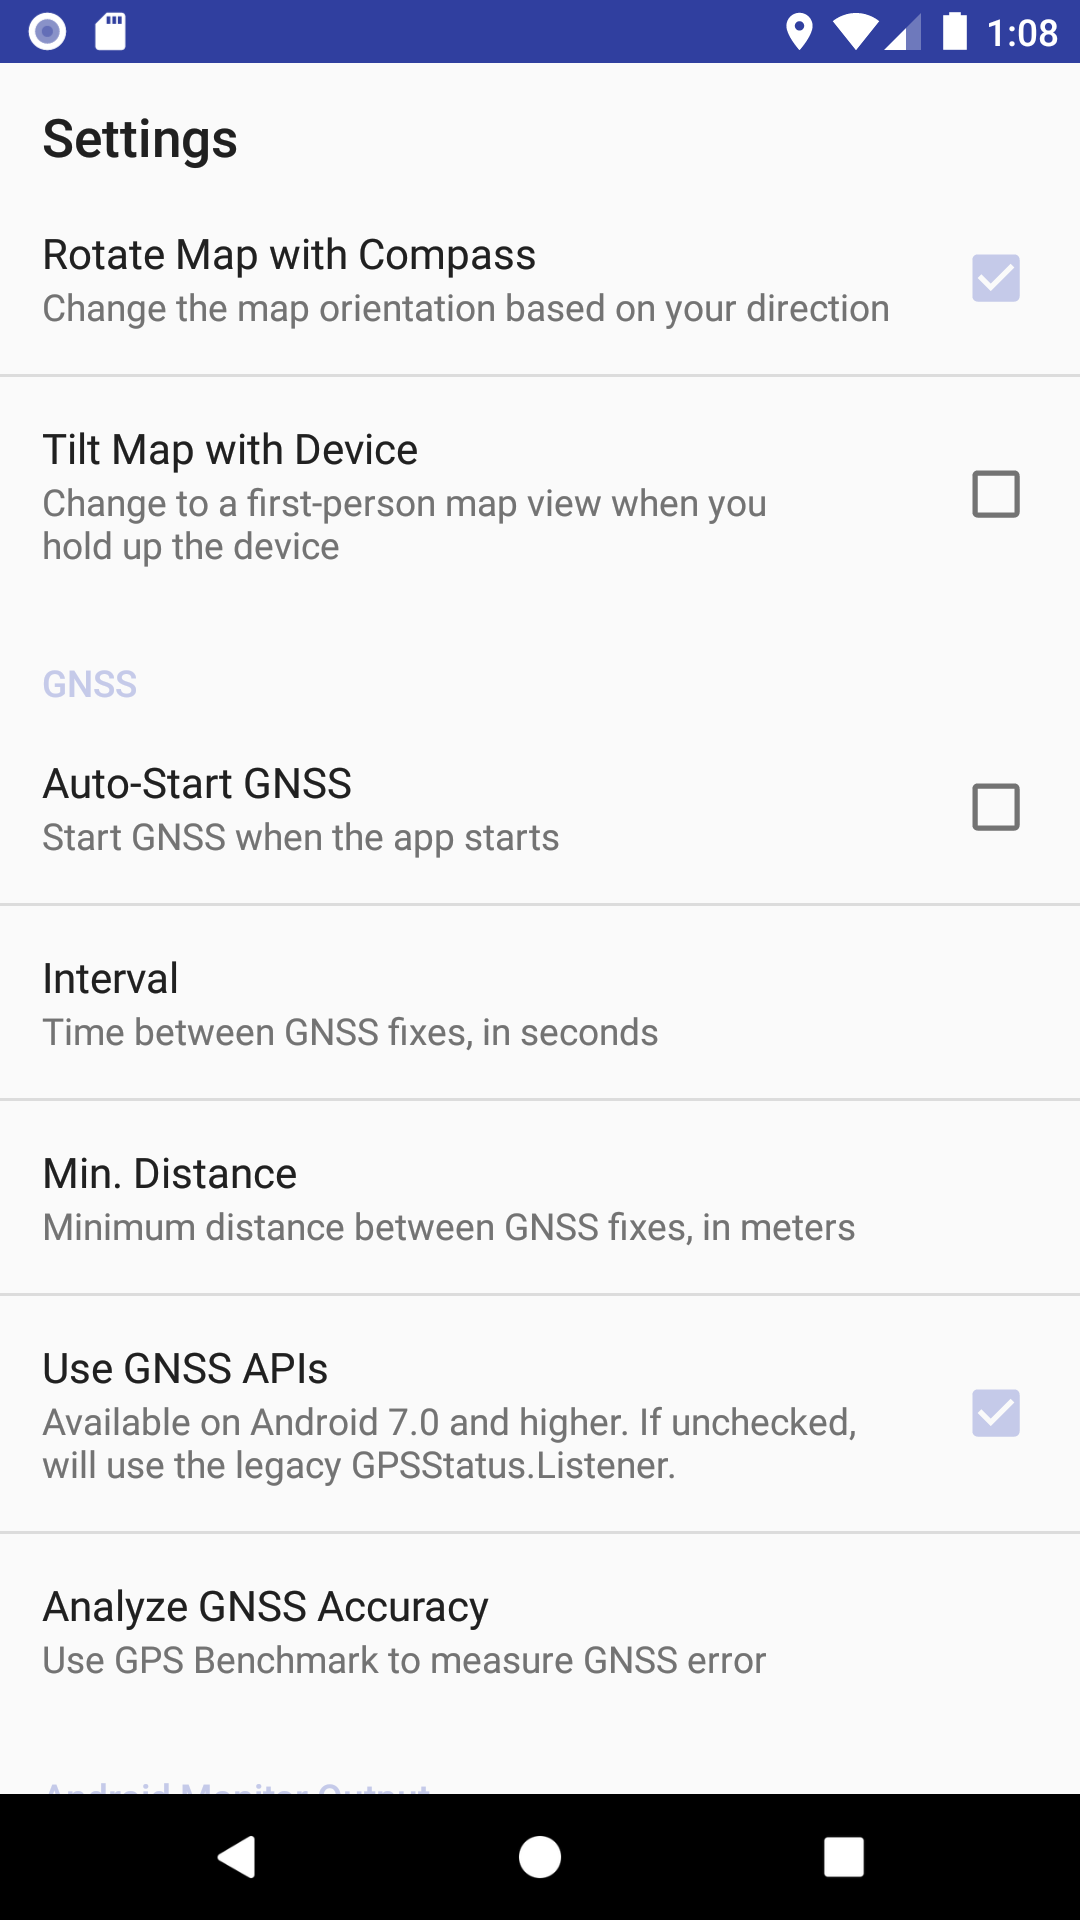 1:08
Settings
Rotate Map with Compass
Change the map orientation based on your direction
Tilt Map with Device
Change to a first-person map view when you
hold up the device
GNSS
Auto-Start GNSS
Start GNSS when the app starts
Interval
Time between GNSS fixes, in seconds
Min. Distance
Minimum distance between GNSS fixes, in meters
Use GNSS APIs
Available on Android 7.0 and higher. If unchecked,
will use the legacy GPSStatus.Listener.
Analyze GNSS Accuracy
Use GPS Benchmark to measure GNSS error
Android Monitor Output